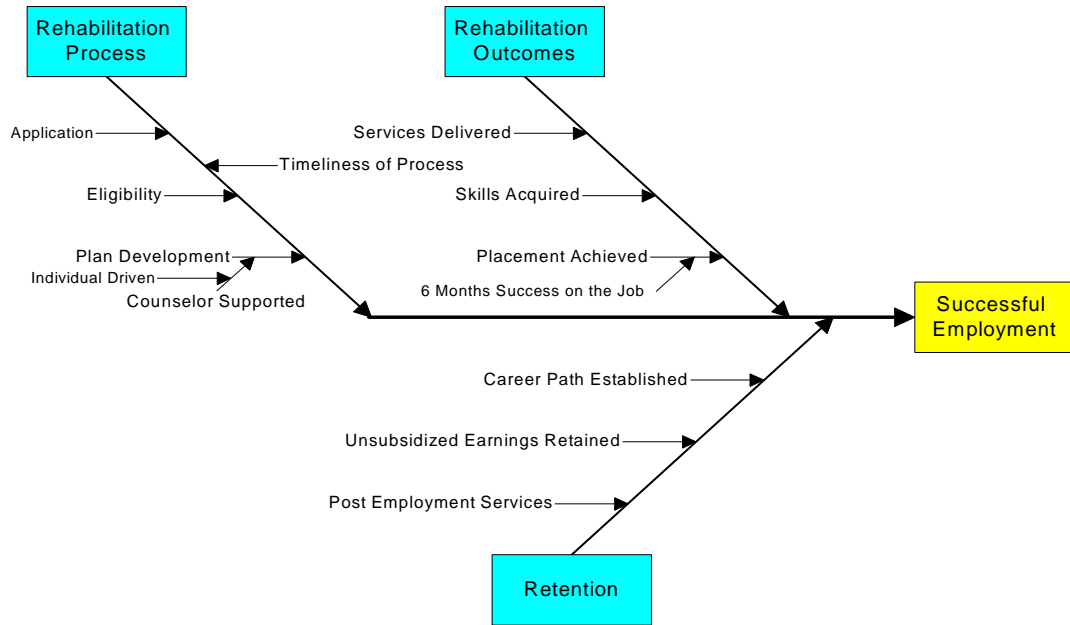 Rehabilitation
Process
Rehabilitation
Outcomes
Application
Services Delivered
Timeliness of Process
Eligibility
Skills Acquired
Plan Development
Placement Achieved
Individual Driven
6 Months Success on the Job
Counselor Supported
Successful
Employment
Career Path Established
Unsubsidized Earnings Retained
Post Employment Services
Retention